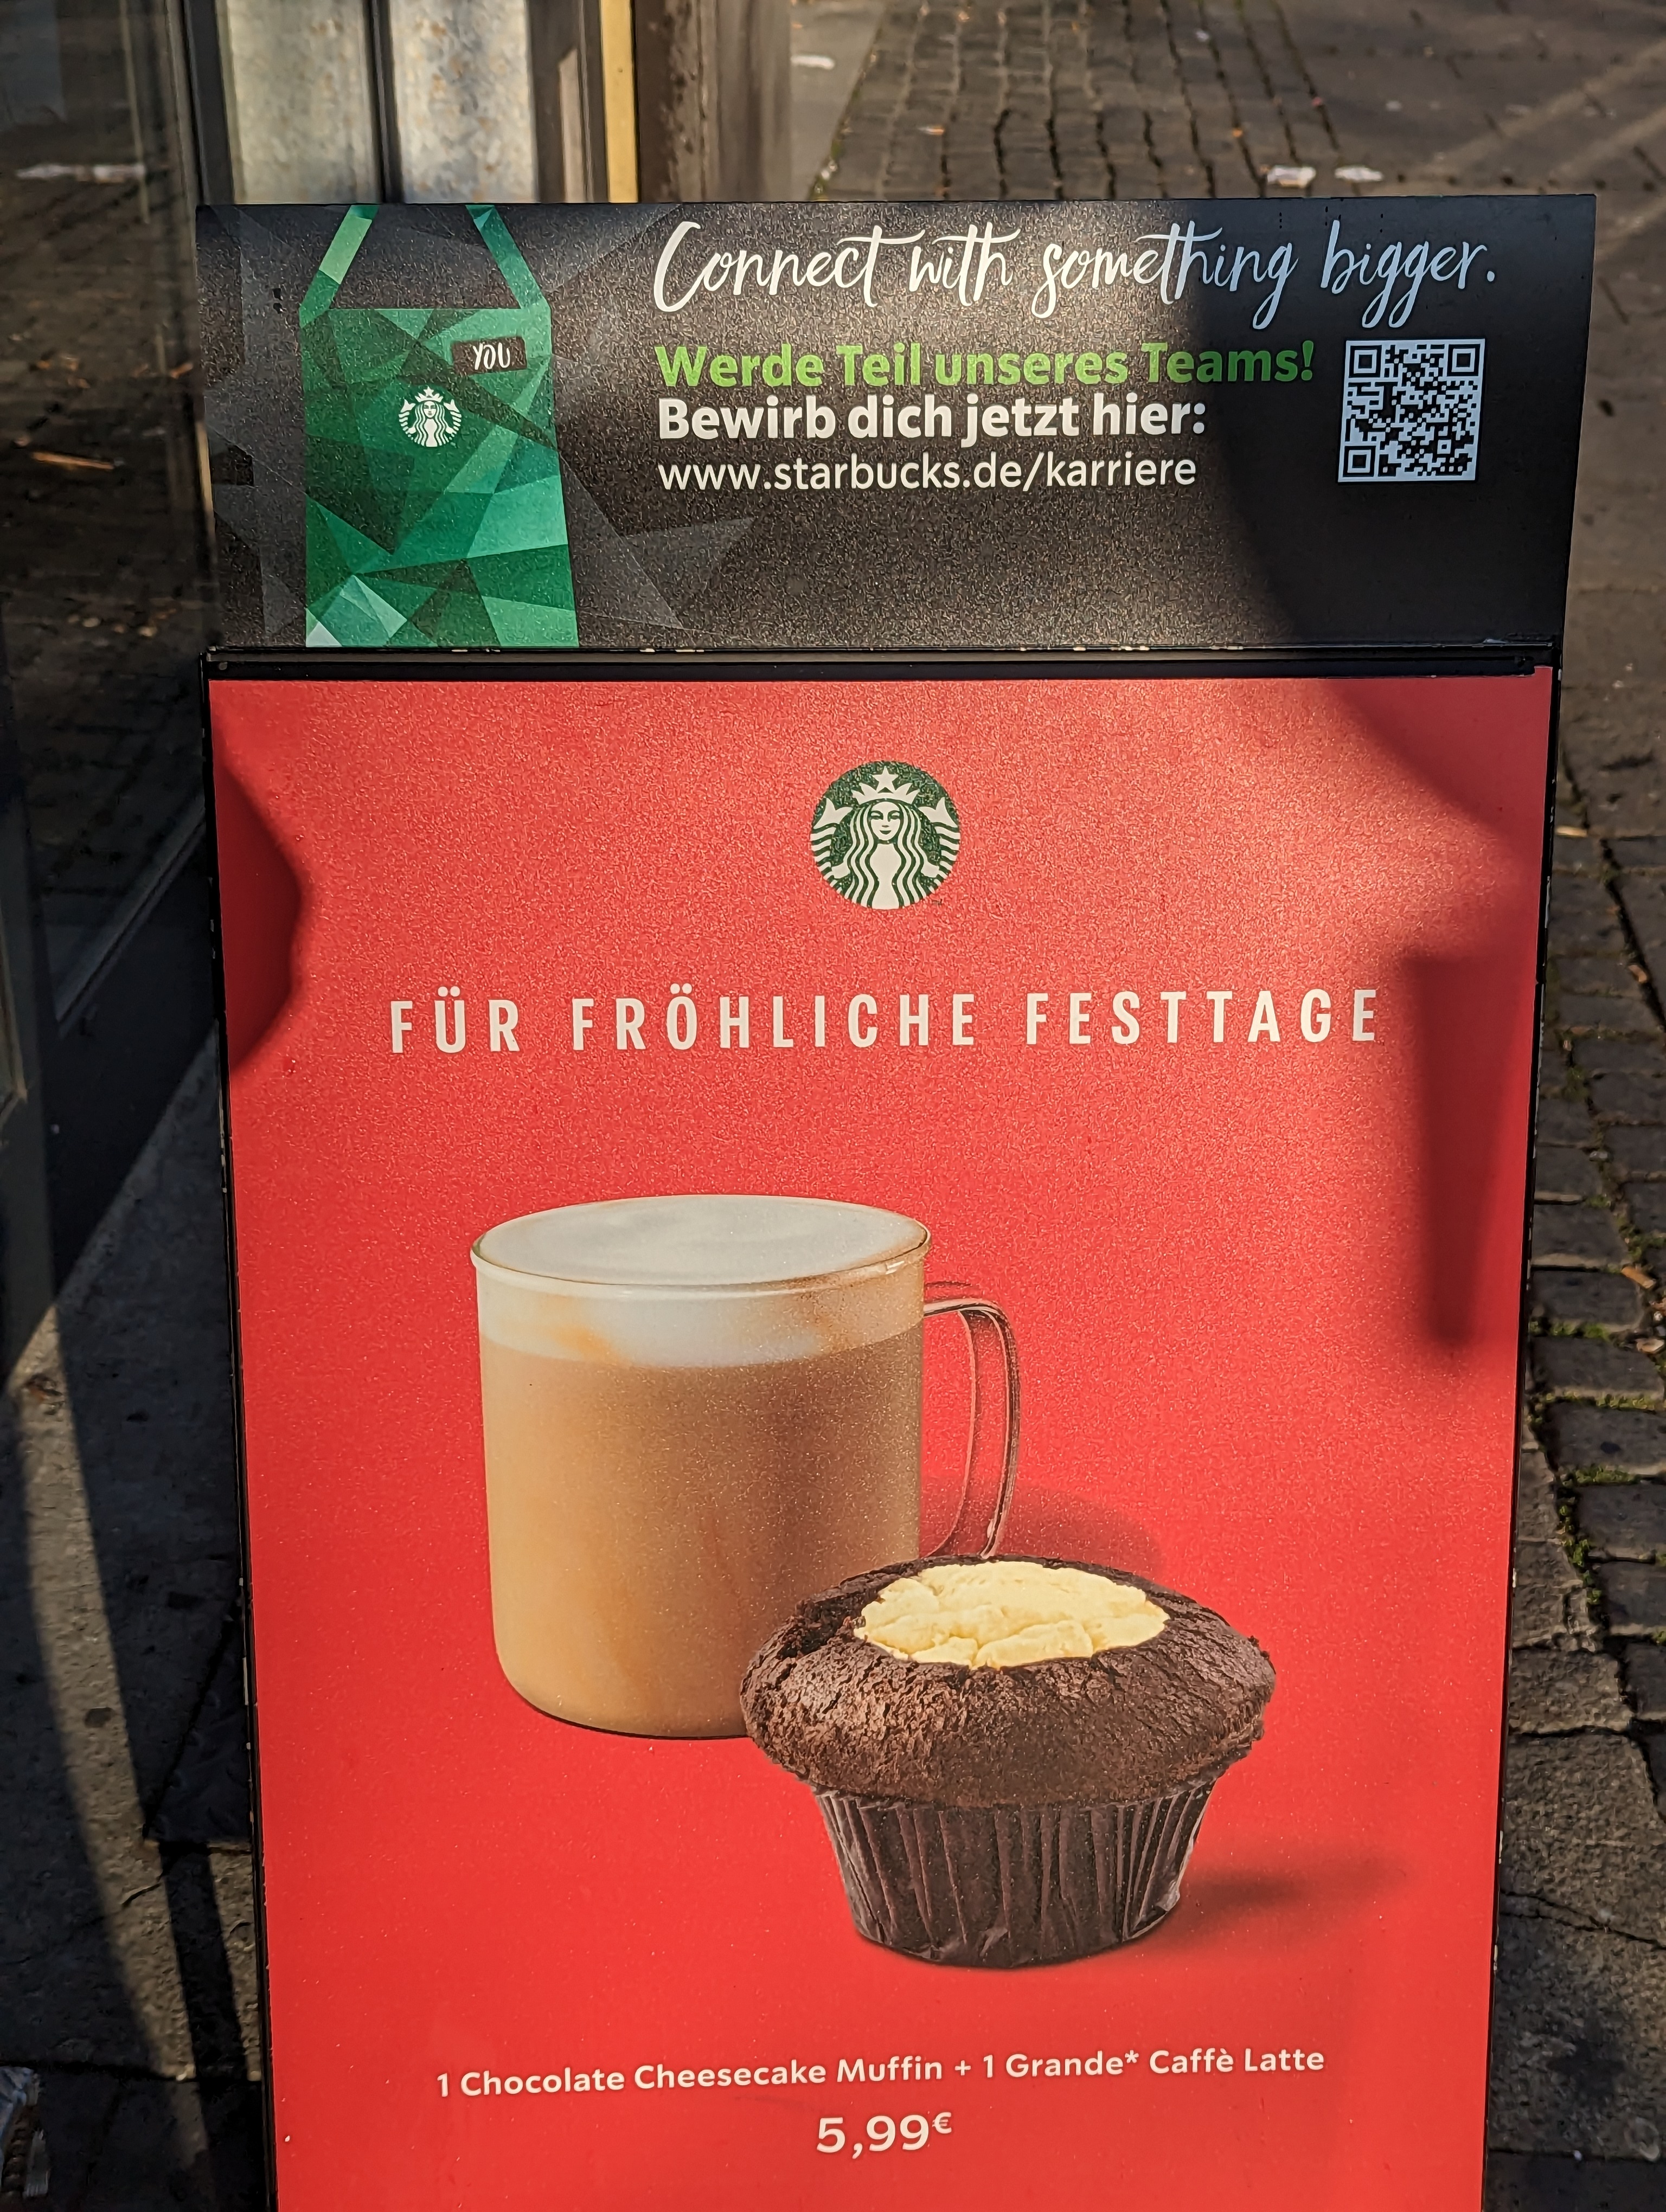 Connect with something bigger.
YOU
Werde Teil unseres Teams!
Bewirb dich jetzt hier:
www.starbucks.de/karriere
FÜR FRÖHLICHE FESTTAGE
1 Chocolate Cheesecake Muffin + 1 Grande* Caffè Latte
5,99€